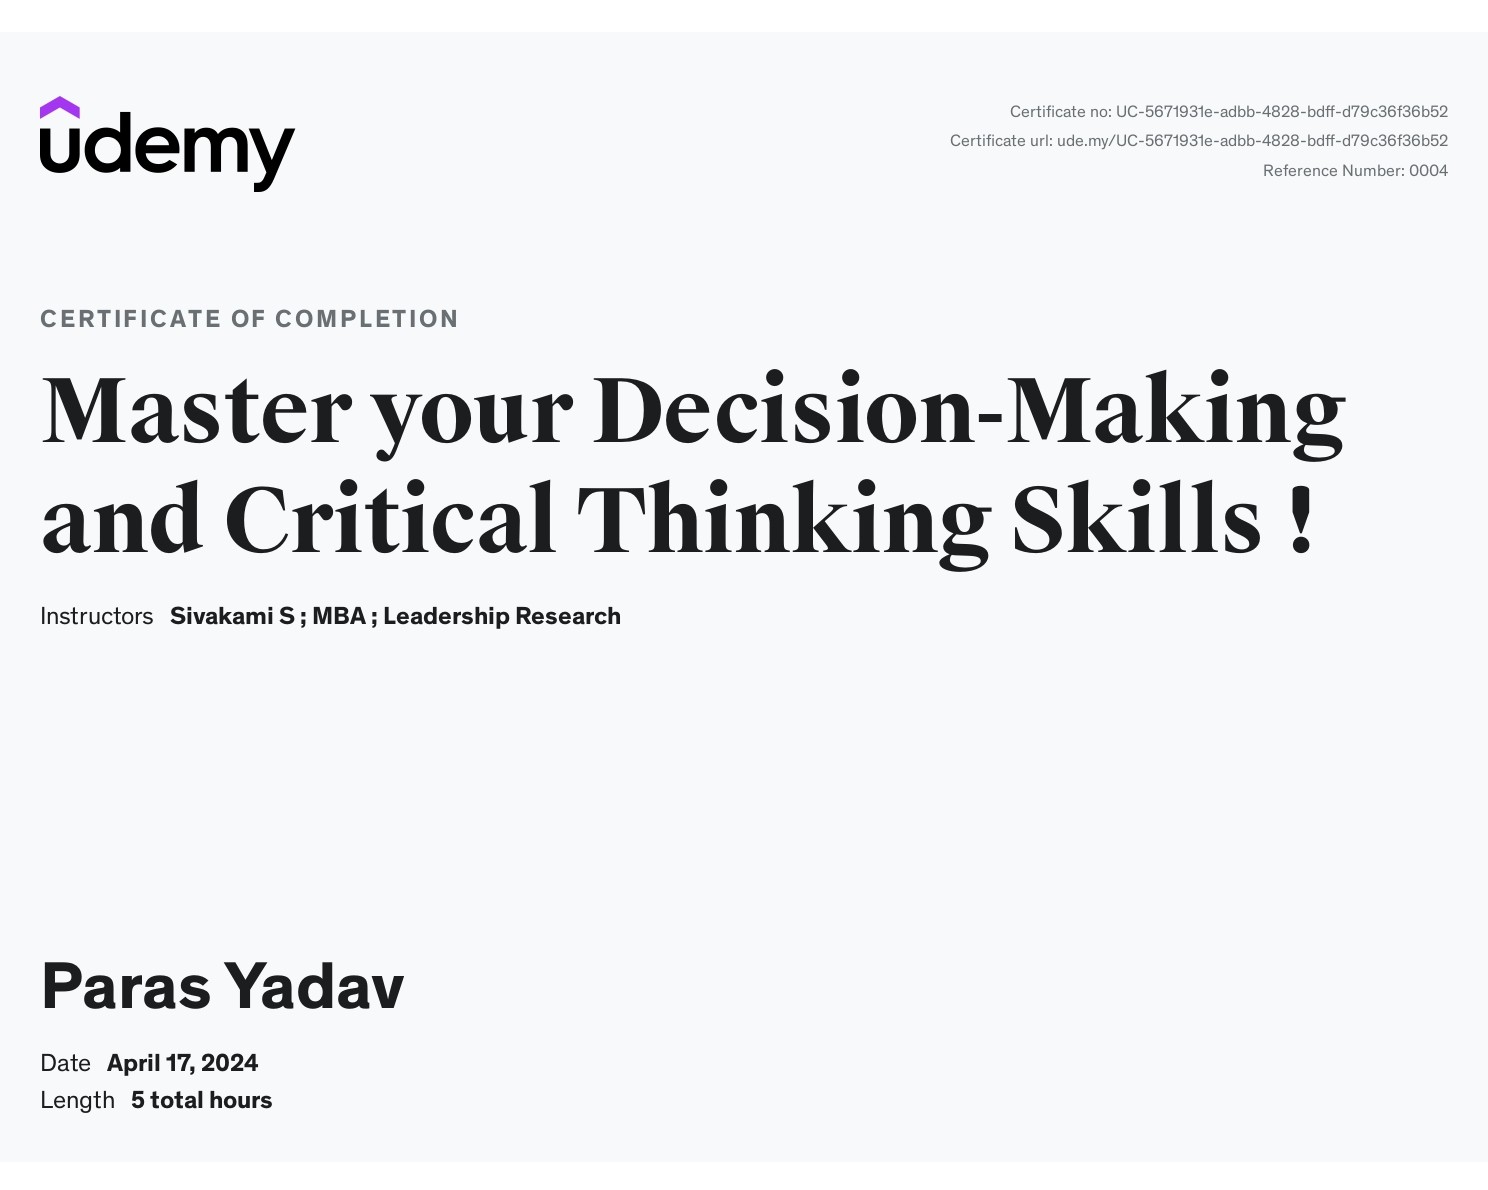 udemy
Certificate no: UC-5671931e-adbb-4828-bdff-d79c36f36b52
Certificate url: ude.my/UC-5671931e-adbb-4828-bdff-d79c36f36b52
Reference Number: 0004
CERTIFICATE OF COMPLETION
Master your Decision-Making
and Critical Thinking Skills !
Instructors Sivakami S ; MBA ; Leadership Research
Paras Yadav
Date April 17, 2024
Length 5 total hours